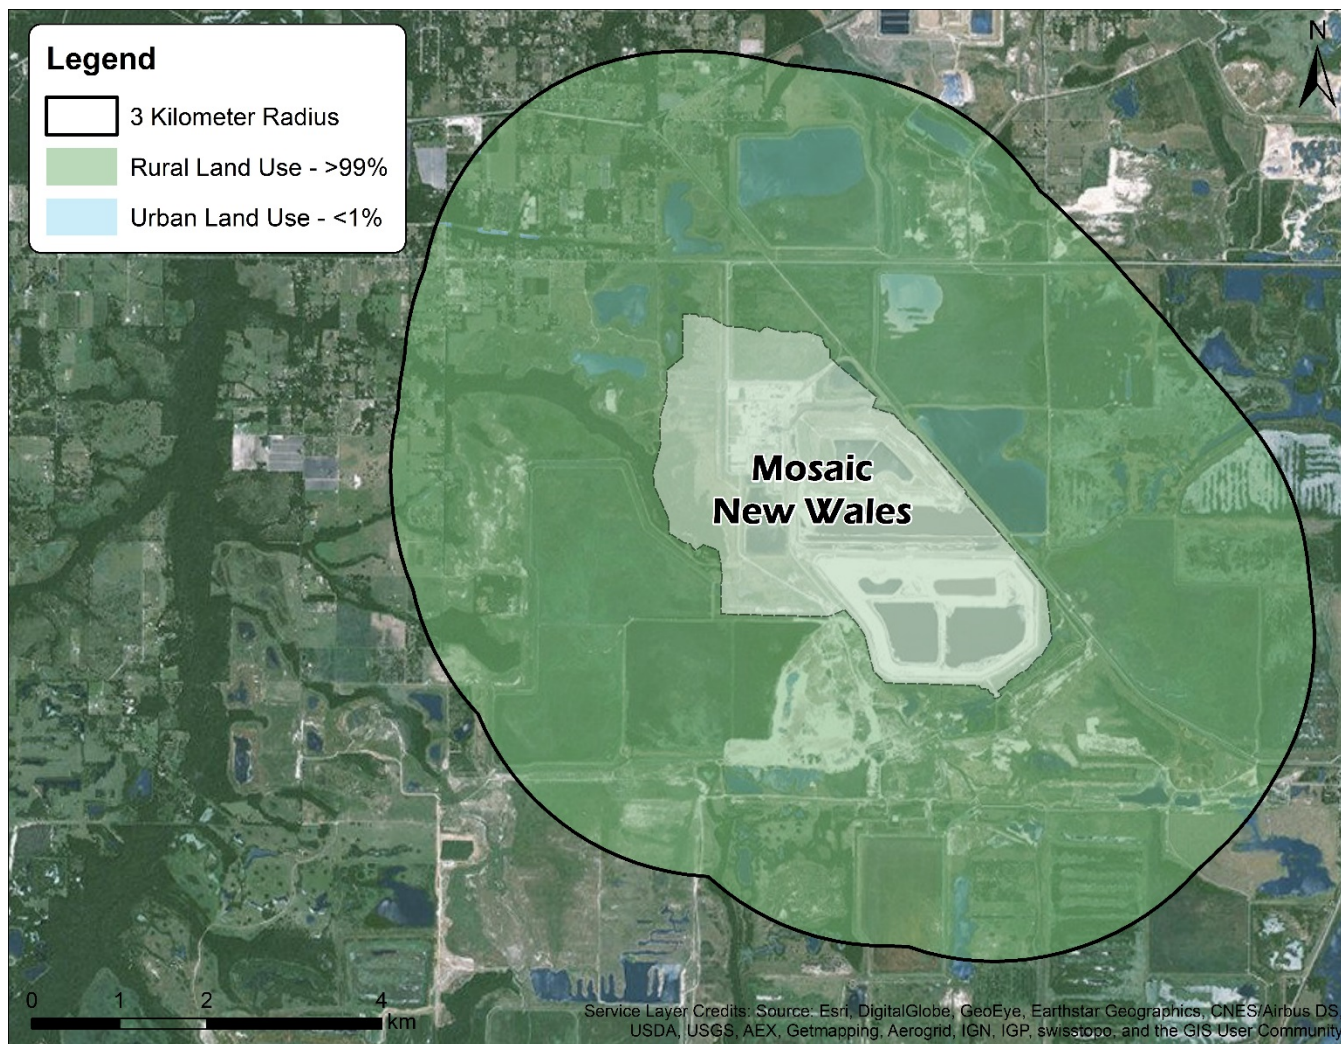 Legend
3 Kilometer Radius
Rural Land Use - >99%
Urban Land Use - <1%
N
Mosaic
New Wales
0 1 2 4
km
Service Layer Credits: Source: Esri, DigitalGlobe, GeoEye, Earthstar Geographics, CNES/Airbus DS,
USDA, USGS, AEX, Getmapping, Aerogrid, IGN, IGP, swisstopo, and the GIS User Community